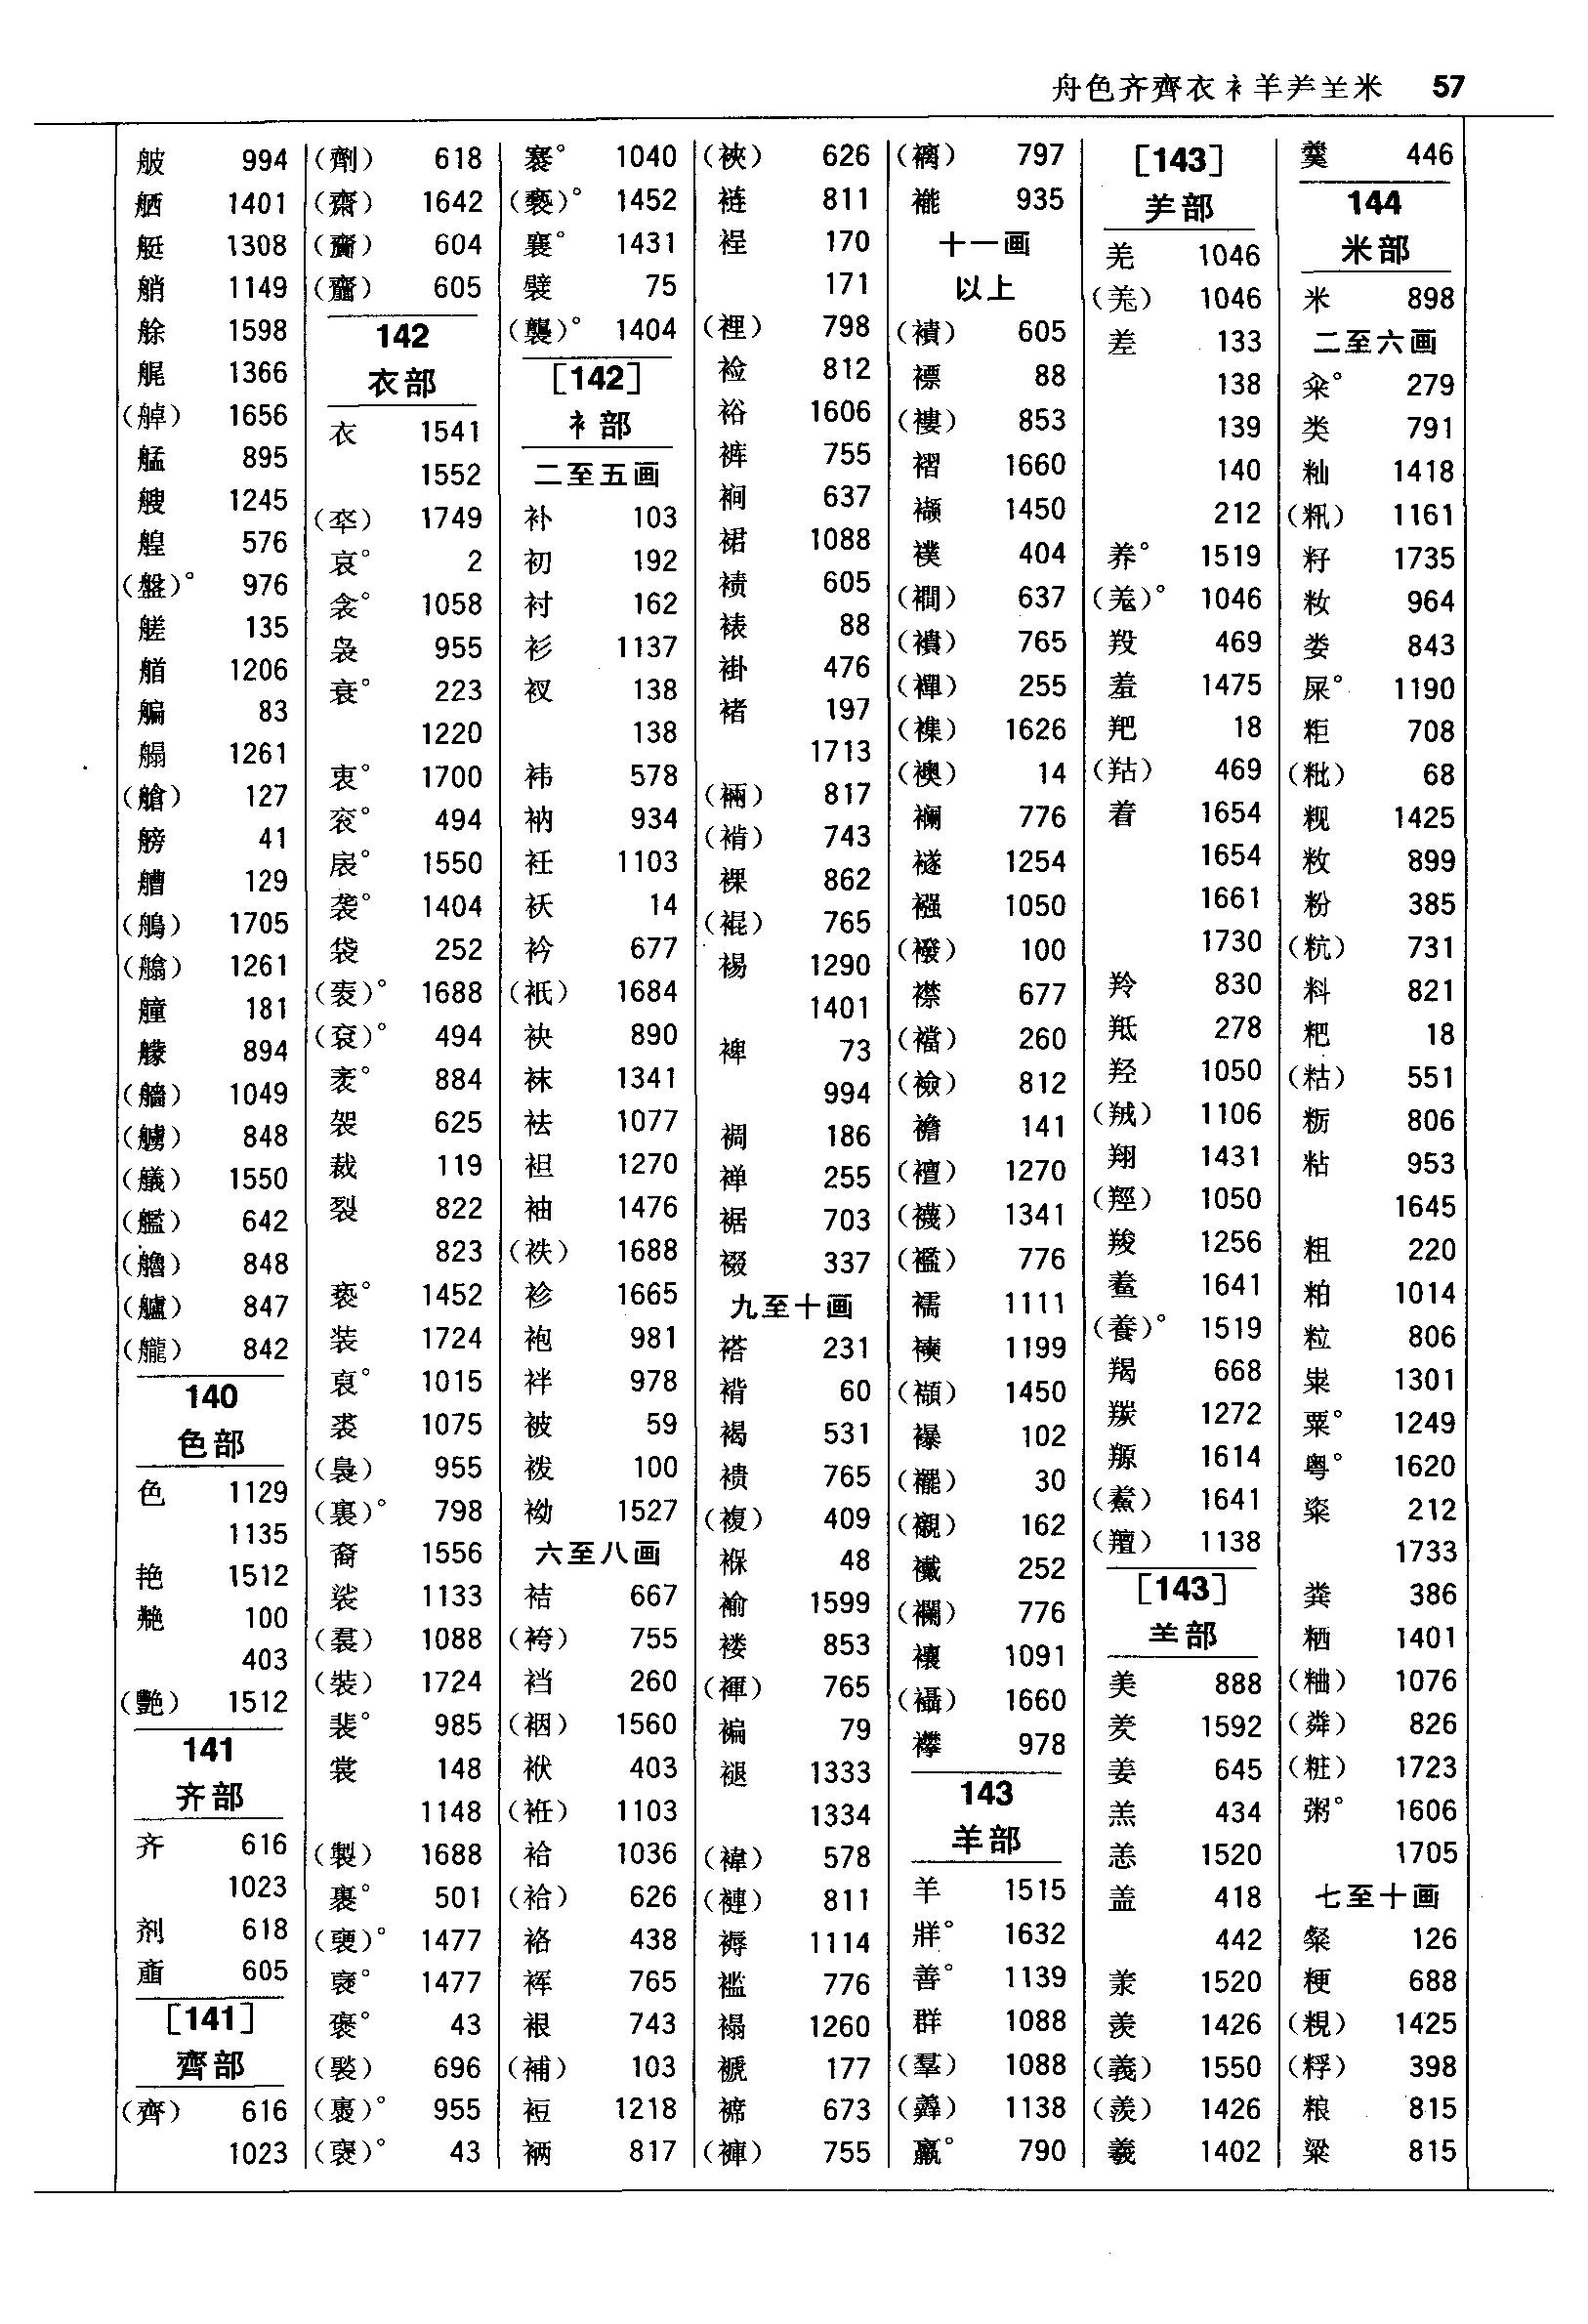 舟色齐齊衣衤羊⺶𦍌米 57
舣 994
舾 1401
艇 1308
艄 1149
艅 1598
艉 1366
(𦨣) 1656
艋 895
艘 1245
艎 576
(盤)° 976
艖 135
艏 1206
艑 83
艒 1261
(艙) 127
艕 41
艚 129
(鵃) 1705
(艗) 1261
艟 181
艨 894
(艢) 1049
(艣) 848
(艤) 1550
(艦) 642
(艪) 848
(艫) 847
(龓) 842
140
色部
色 1129
1135
艳 1512
艴 100
403
(艷) 1512
141
齐部
齐 616
1023
剂 618
齑 605
[141]
齊部
(齊) 616
1023
(劑) 618
(齋) 1642
(齎) 604
(齏) 605
142
衣部
衣 1541
1552
(卒) 1749
哀° 2
衾° 1058
袅 955
衰° 223
1220
衷° 1700
衮° 494
扆° 1550
袭° 1404
袋 252
(袠)° 1688
(袞)° 494
袤° 884
袈 625
裁 119
裂 822
823
亵° 1452
装 1724
裒° 1015
裘 1075
(裊) 955
(裏)° 798
裔 1556
裟 1133
(裠) 1088
(裝) 1724
裴° 985
裳 148
1148
(製) 1688
裹° 501
(裦)° 1477
褎° 1477
褒° 43
(褧) 696
(褭)° 955
(襃)° 43
褰° 1040
(褻)° 1452
襄° 1431
襞 75
(襲)° 1404
[142]
衤部
二至五画
补 103
初 192
衬 162
衫 1137
衩 138
138
袆 578
衲 934
衽 1103
袄 14
衿 677
(衹) 1684
袂 890
袜 1341
袪 1077
袒 1270
袖 1476
(袟) 1688
袗 1665
袍 981
袢 978
被 59
袯 100
袎 1527
六至八画
袺 667
(袴) 755
裆 260
(裀) 1560
袱 403
(袵) 1103
袷 1036
(袷) 626
袼 438
裈 765
裉 743
(補) 103
裋 1218
裲 817
(裌) 626
裢 811
裎 170
171
(裡) 798
裣 812
裕 1606
裤 755
裥 637
裙 1088
襀 605
裱 88
褂 476
褚 197
1713
(裲) 817
(褃) 743
裸 862
(裩) 765
裼 1290
1401
裨 73
994
裯 186
禅 255
裾 703
裰 337
九至十画
褡 231
褙 60
褐 531
襀 765
(複) 409
褓 48
褕 1599
褛 853
(褌) 765
褊 79
褪 1333
1334
(褘) 578
(褳) 811
褥 1114
褴 776
褟 1260
褫 177
褯 673
(褲) 755
(褵) 797
褦 935
十一画
以上
(襀) 605
褾 88
(褸) 853
褶 1660
襭 1450
襆 404
(襇) 637
(襀) 765
(襌) 255
(襍) 1626
(襖) 14
襕 776
襚 1254
襁 1050
(襏) 100
襟 677
(襠) 260
(襝) 812
襜 141
(襢) 1270
(襪) 1341
(襤) 776
襦 1111
襫 1199
(襭) 1450
襮 102
(襬) 30
(襯) 162
襶 252
(襴) 776
禳 1091
(襵) 1660
襻 978
143
羊部
羊 1515
牂° 1632
善° 1139
群 1088
(羣) 1088
(羴) 1138
羸° 790
[143]
⺶部
羌 1046
(羗) 1046
差 133
138
139
140
212
养° 1519
(羌)° 1046
羖 469
羞 1475
羓 18
(羖) 469
着 1654
1654
1661
1730
羚 830
羝 278
羟 1050
(羢) 1106
翔 1431
(羥) 1050
羧 1256
鲝 1641
(養)° 1519
羯 668
羰 1272
羱 1614
(鮺) 1641
(羶) 1138
[143]
𦍌部
美 888
羑 1592
姜 645
羔 434
恙 1520
盖 418
442
羕 1520
羡 1426
(義) 1550
(羨) 1426
羲 1402
羹 446
144
米部
米 898
二至六画
籴° 279
类 791
籼 1418
(籸) 1161
籽 1735
籹 964
娄 843
屎° 1190
粔 708
(粃) 68
粯 1425
敉 899
粉 385
(粇) 731
料 821
粑 18
(粘) 551
粝 806
粘 953
1645
粗 220
粕 1014
粒 806
粜 1301
粟° 1249
粤° 1620
粢 212
1733
粪 386
粞 1401
(粬) 1076
(粦) 826
(粧) 1723
粥° 1606
1705
七至十画
粲 126
粳 688
(粯) 1425
(粰) 398
粮 815
粱 815